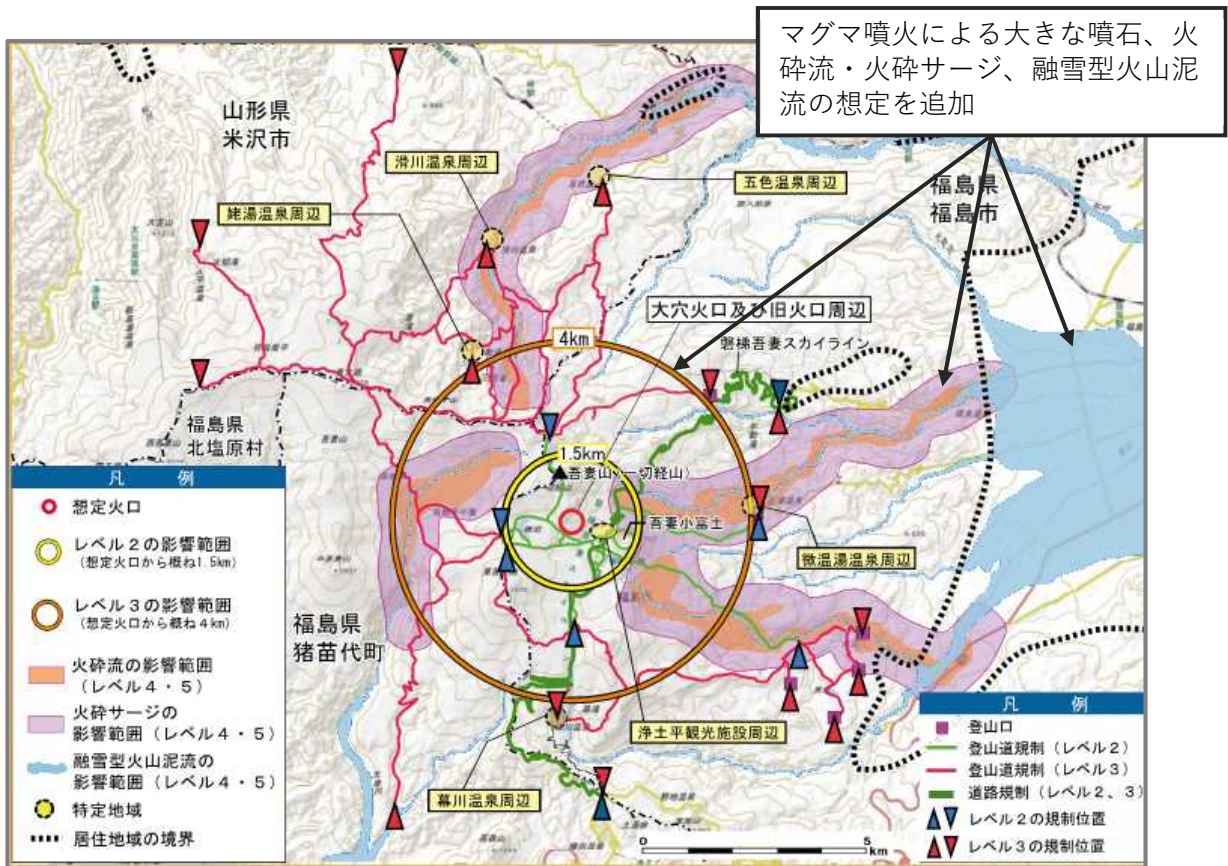 マグマ噴火による大きな噴石、火
砕流・火砕サージ、融雪型火山泥
流の想定を追加
山形県
米沢市
滑川温泉周辺
五色温泉周辺
福島県
福島市
姥湯温泉周辺
大穴火口及び旧火口周辺
4km
磐梯吾妻スカイライン
福島県
北塩原村
1.5km
吾妻山(一切経山)
吾妻小富士
微温湯温泉周辺
福島県
猪苗代町
浄土平観光施設周辺
幕川温泉周辺
凡 例
想定火口
レベル2の影響範囲
(想定火口から概ね1.5km)
レベル3の影響範囲
(想定火口から概ね4km)
火砕流の影響範囲
(レベル4・5)
火砕サージの
影響範囲(レベル4・5)
融雪型火山泥流の
影響範囲(レベル4・5)
特定地域
居住地域の境界
0 5
km
凡 例
登山口
登山道規制(レベル2)
登山道規制(レベル3)
道路規制(レベル2、3)
レベル2の規制位置
レベル3の規制位置